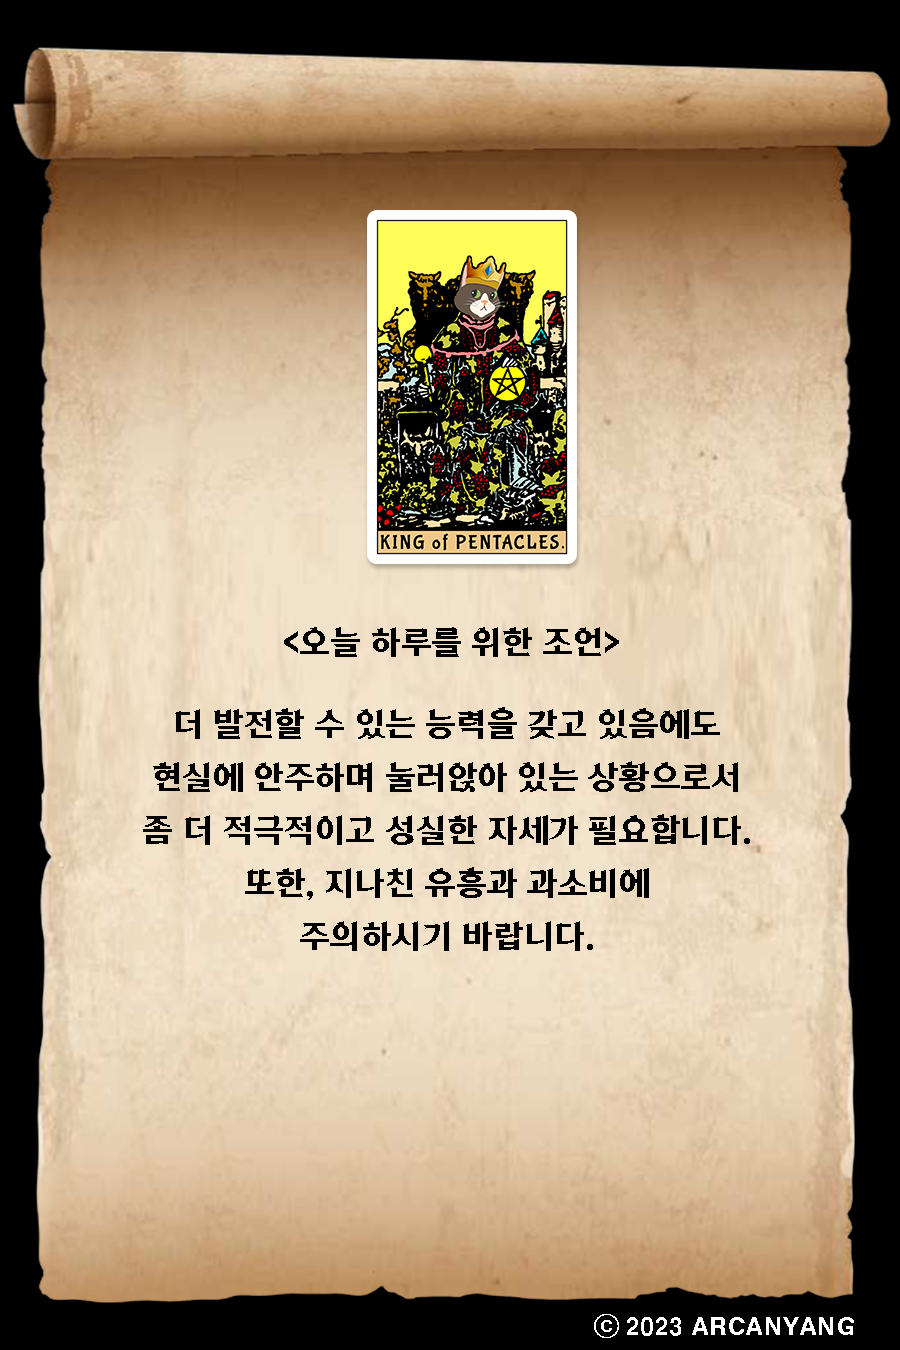 KING of PENTACLES.
<오늘 하루를 위한 조언>
더 발전할 수 있는 능력을 갖고 있음에도
현실에 안주하며 눌러앉아 있는 상황으로서
좀 더 적극적이고 성실한 자세가 필요합니다.
또한, 지나친 유흥과 과소비에
주의하시기 바랍니다.
ⓒ 2023 ARCANYANG